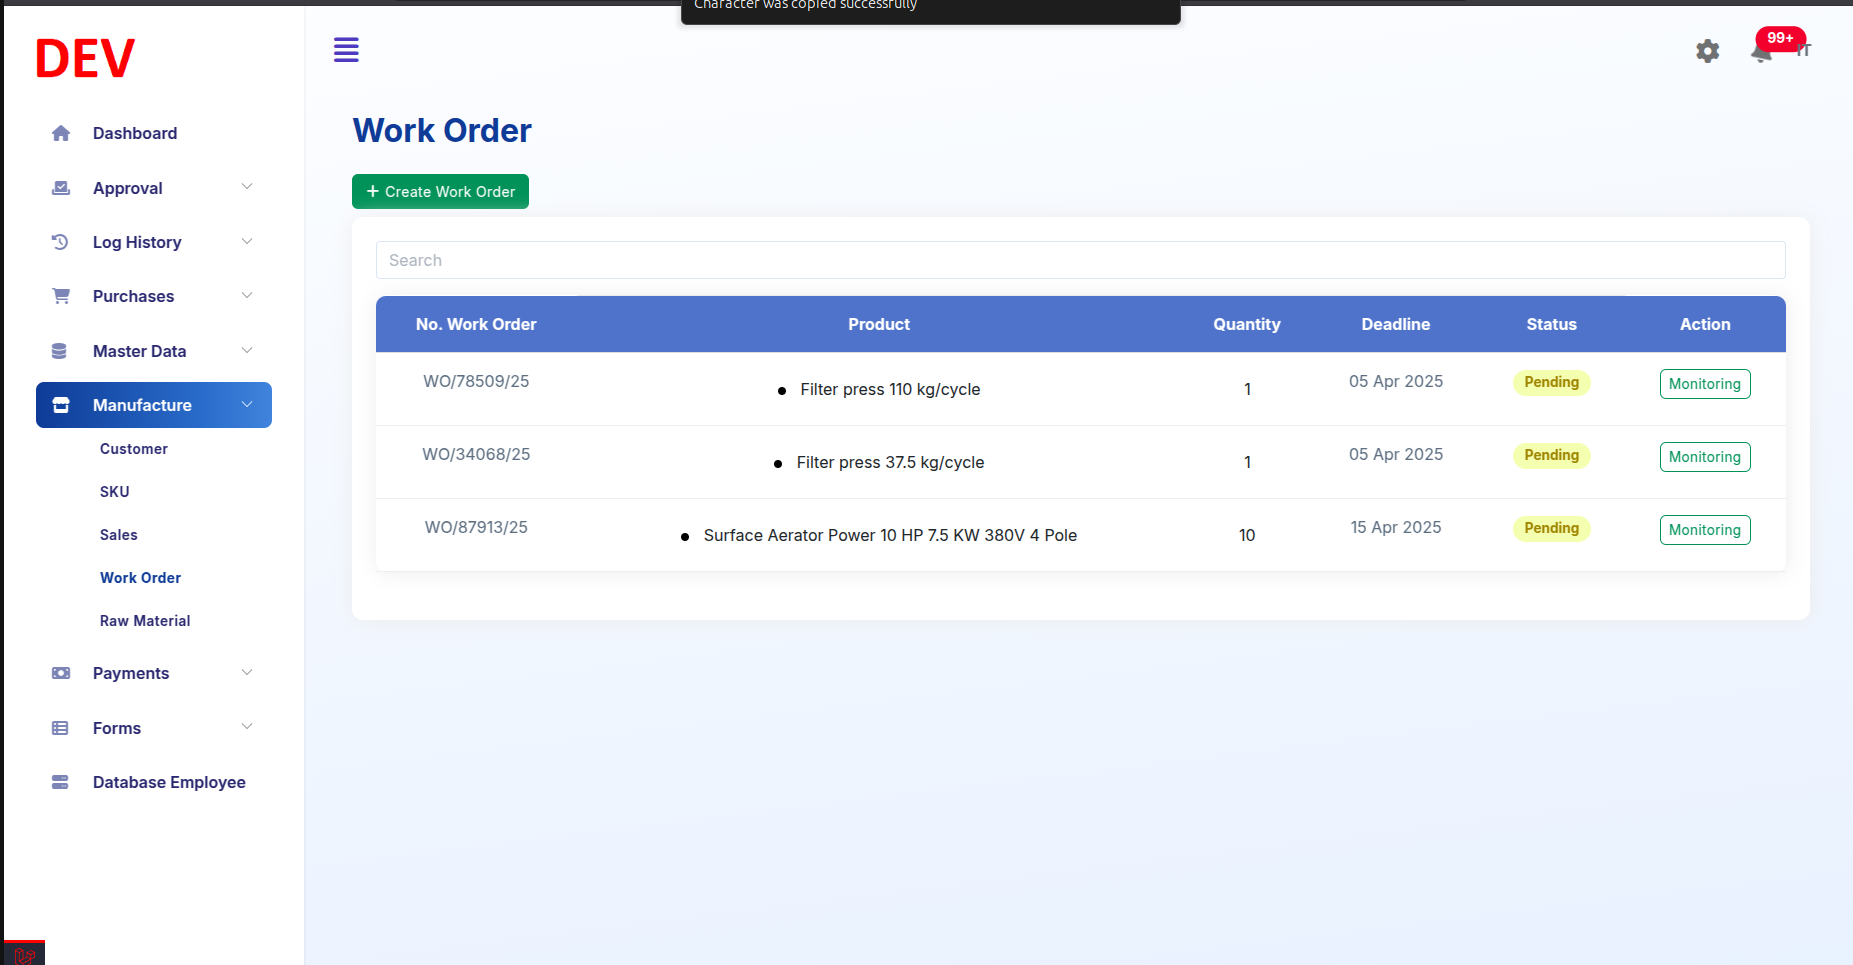 Character was copied successfully
DEV
99+
IT
Dashboard
Approval
Log History
Purchases
Master Data
Manufacture
Customer
SKU
Sales
Work Order
Raw Material
Payments
Forms
Database Employee
Work Order
+ Create Work Order
Search
No. Work Order Product Quantity Deadline Status Action
WO/78509/25 • Filter press 110 kg/cycle 1 05 Apr 2025 Pending Monitoring
WO/34068/25 • Filter press 37.5 kg/cycle 1 05 Apr 2025 Pending Monitoring
WO/87913/25 • Surface Aerator Power 10 HP 7.5 KW 380V 4 Pole 10 15 Apr 2025 Pending Monitoring